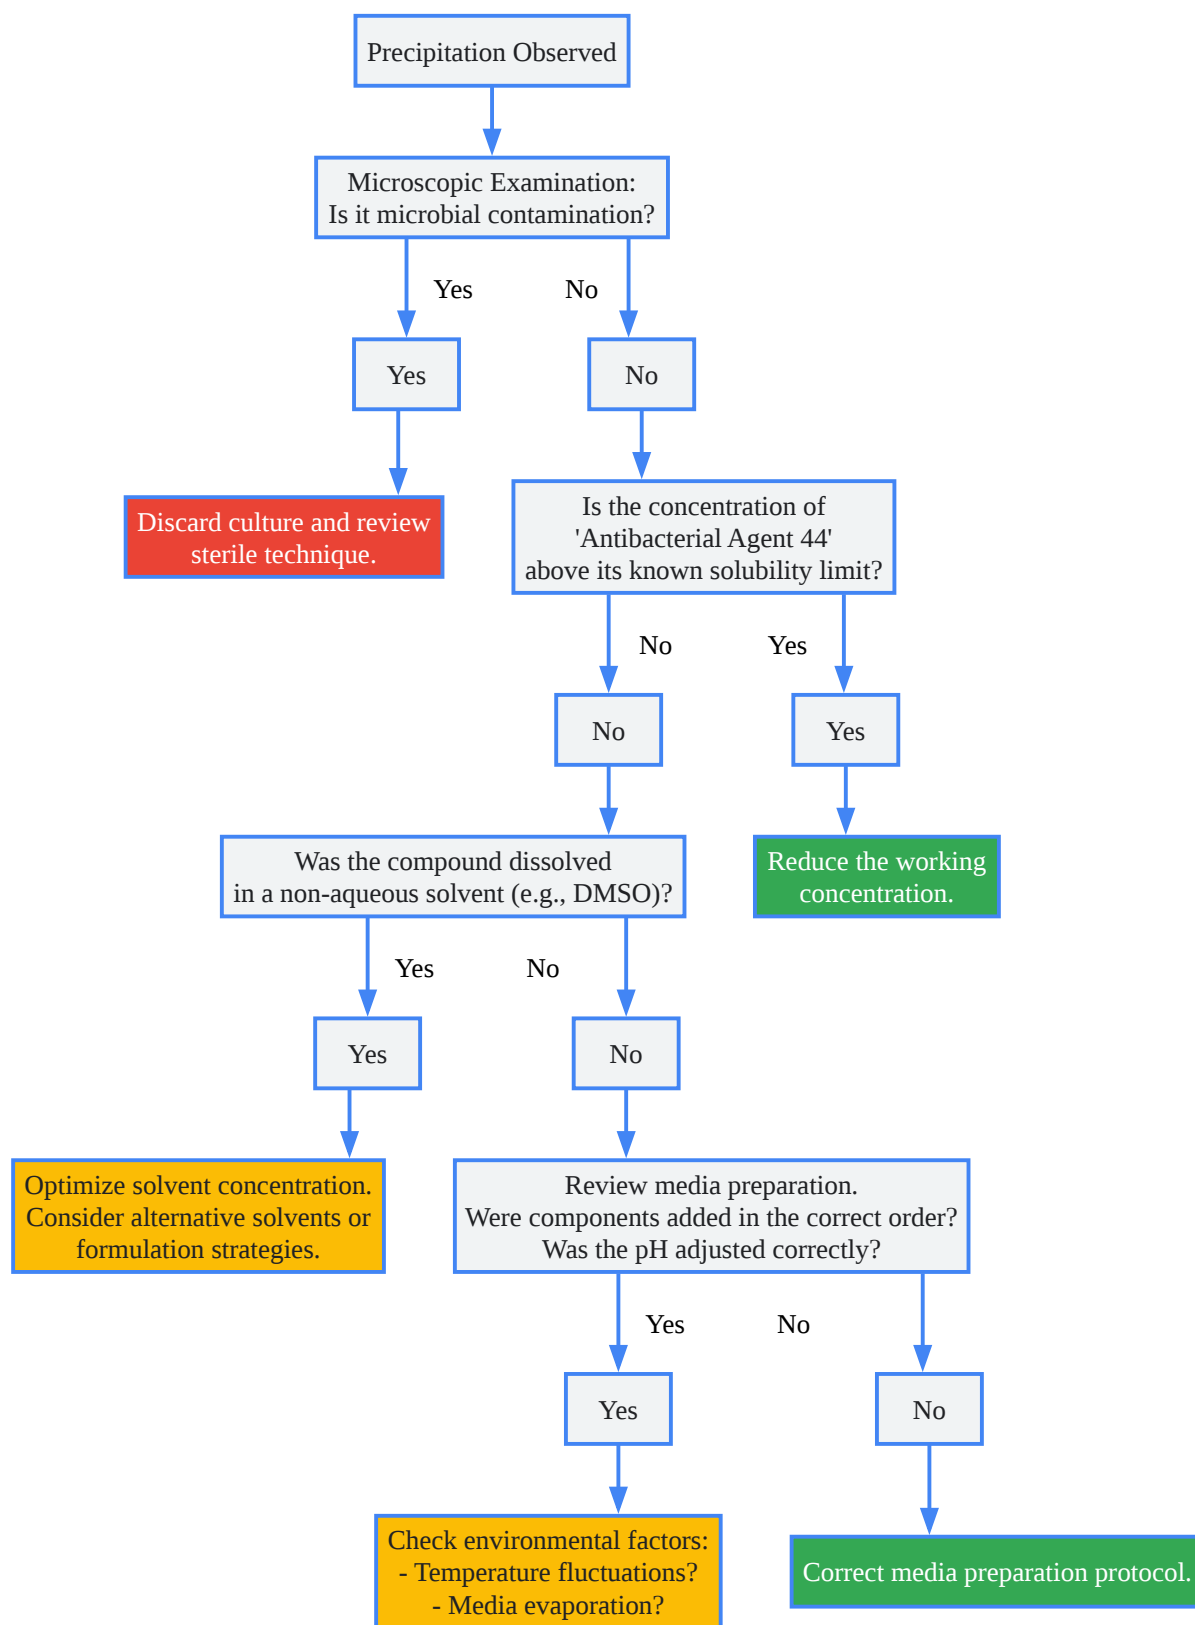 Precipitation Observed
Microscopic Examination:
Is it microbial contamination?
Yes
No
Yes
No
Discard culture and review
sterile technique.
Is the concentration of
'Antibacterial Agent 44'
above its known solubility limit?
No
Yes
No
Yes
Was the compound dissolved
in a non-aqueous solvent (e.g., DMSO)?
Reduce the working
concentration.
Yes
No
Yes
No
Optimize solvent concentration.
Consider alternative solvents or
formulation strategies.
Review media preparation.
Were components added in the correct order?
Was the pH adjusted correctly?
Yes
No
Yes
No
Check environmental factors:
- Temperature fluctuations?
- Media evaporation?
Correct media preparation protocol.